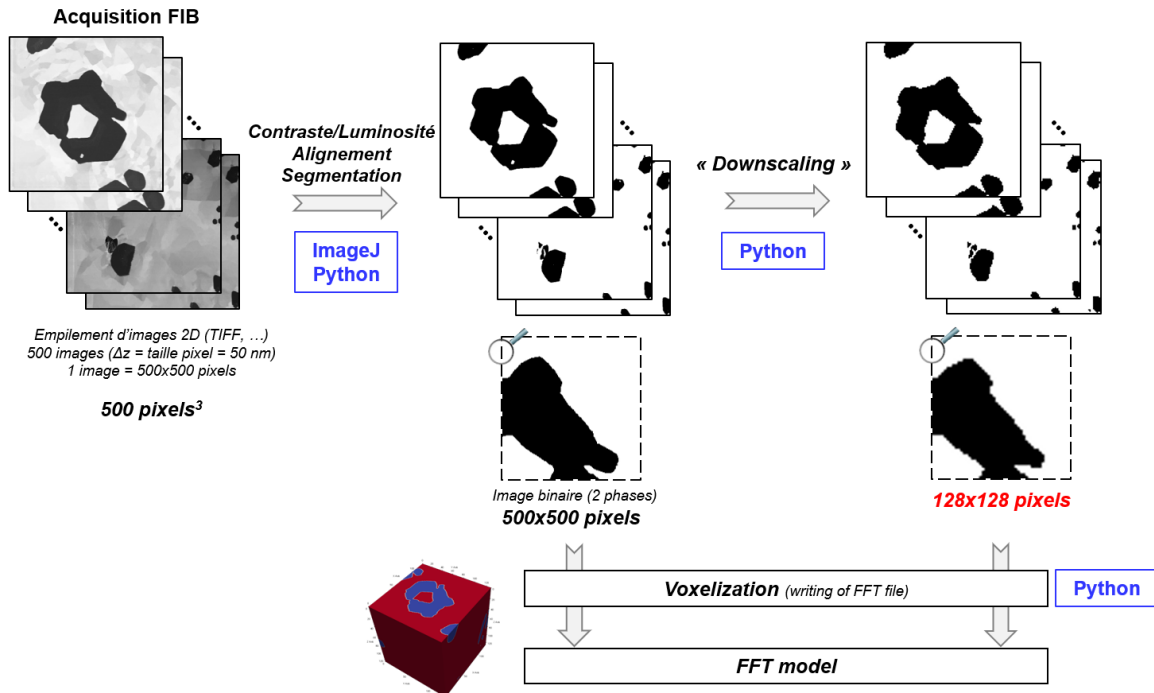 Acquisition FIB
Contraste/Luminosité
Alignement
Segmentation
« Downscaling »
ImageJ
Python
Python
Empilement d'images 2D (TIFF, …)
500 images (Δz = taille pixel = 50 nm)
1 image = 500x500 pixels
500 pixels³
Image binaire (2 phases)
500x500 pixels
128x128 pixels
Voxelization (writing of FFT file)
Python
FFT model